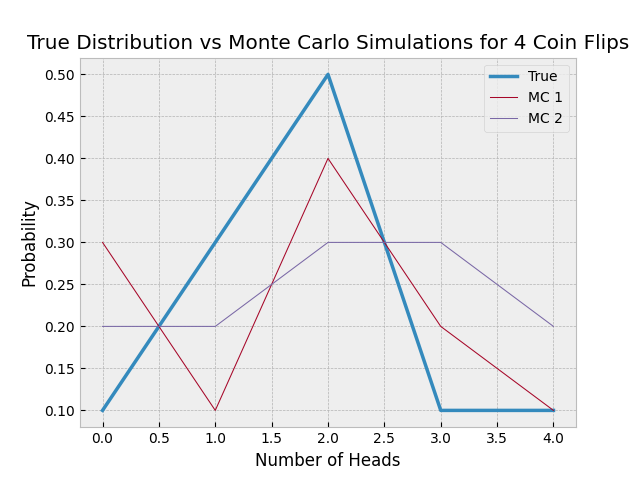 True Distribution vs Monte Carlo Simulations for 4 Coin Flips
True
MC 1
MC 2
0.50
0.45
0.40
0.35
0.30
0.25
0.20
0.15
0.10
Probability
0.0 0.5 1.0 1.5 2.0 2.5 3.0 3.5 4.0
Number of Heads